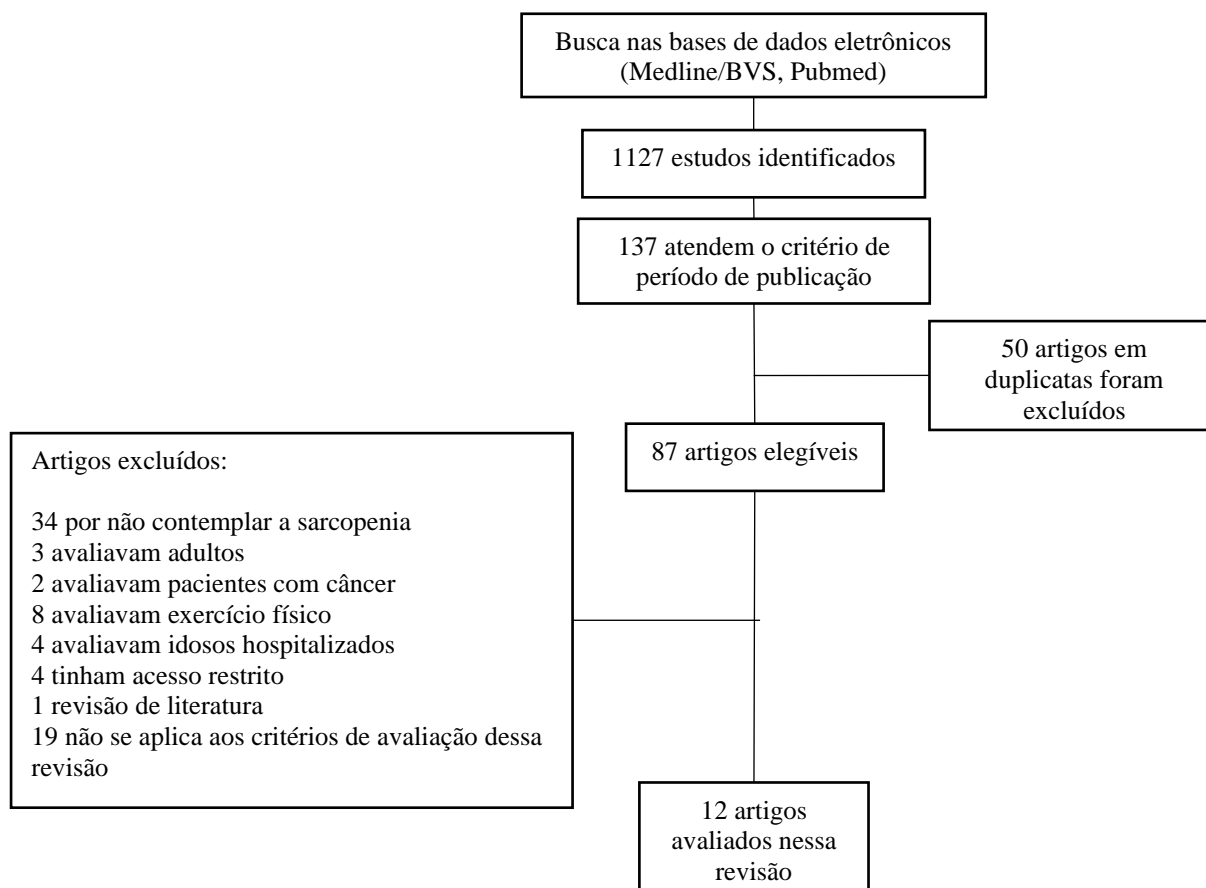 Busca nas bases de dados eletrônicos
(Medline/BVS, Pubmed)
1127 estudos identificados
137 atendem o critério de
período de publicação
50 artigos em
duplicatas foram
excluídos
87 artigos elegíveis
Artigos excluídos:
34 por não contemplar a sarcopenia
3 avaliavam adultos
2 avaliavam pacientes com câncer
8 avaliavam exercício físico
4 avaliavam idosos hospitalizados
4 tinham acesso restrito
1 revisão de literatura
19 não se aplica aos critérios de avaliação dessa
revisão
12 artigos
avaliados nessa
revisão